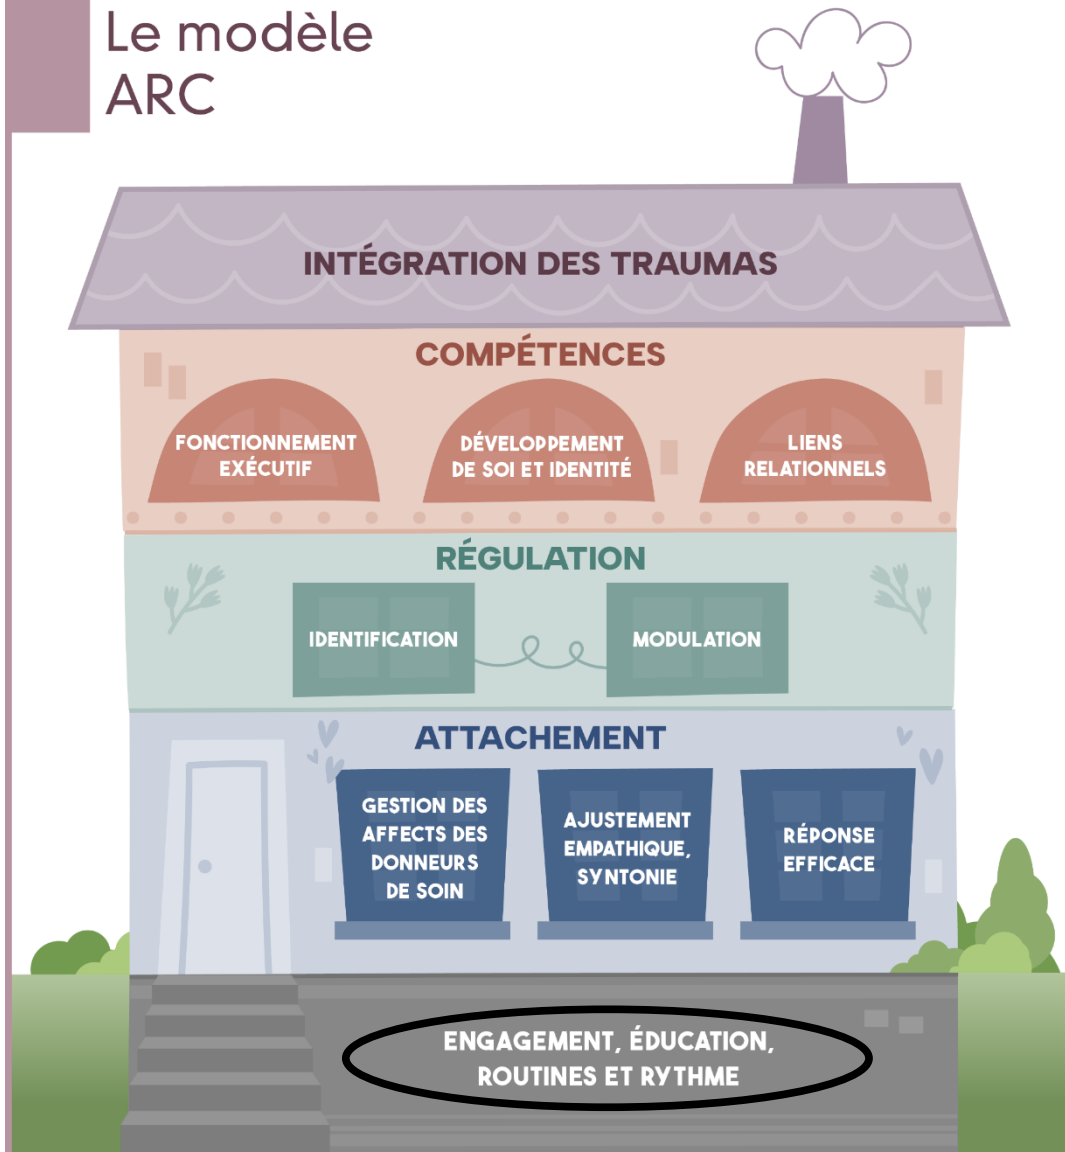 Le modèle
ARC
INTÉGRATION DES TRAUMAS
COMPÉTENCES
FONCTIONNEMENT
EXÉCUTIF
DÉVELOPPEMENT
DE SOI ET IDENTITÉ
LIENS
RELATIONNELS
RÉGULATION
IDENTIFICATION
MODULATION
ATTACHEMENT
GESTION DES
AFFECTS DES
DONNEURS
DE SOIN
AJUSTEMENT
EMPATHIQUE,
SYNTONIE
RÉPONSE
EFFICACE
ENGAGEMENT, ÉDUCATION,
ROUTINES ET RYTHME